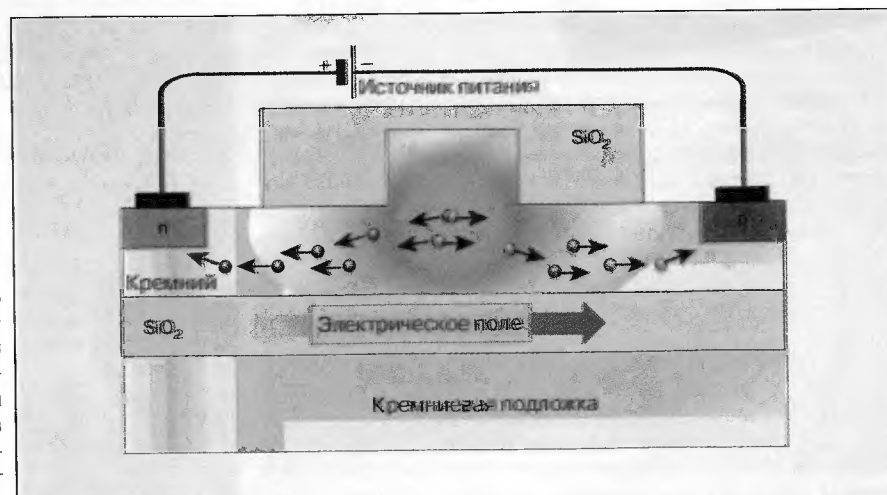 + −
Источник питания
SiO₂
n
Кремний
SiO₂
Электрическое поле
Кремниевая подложка